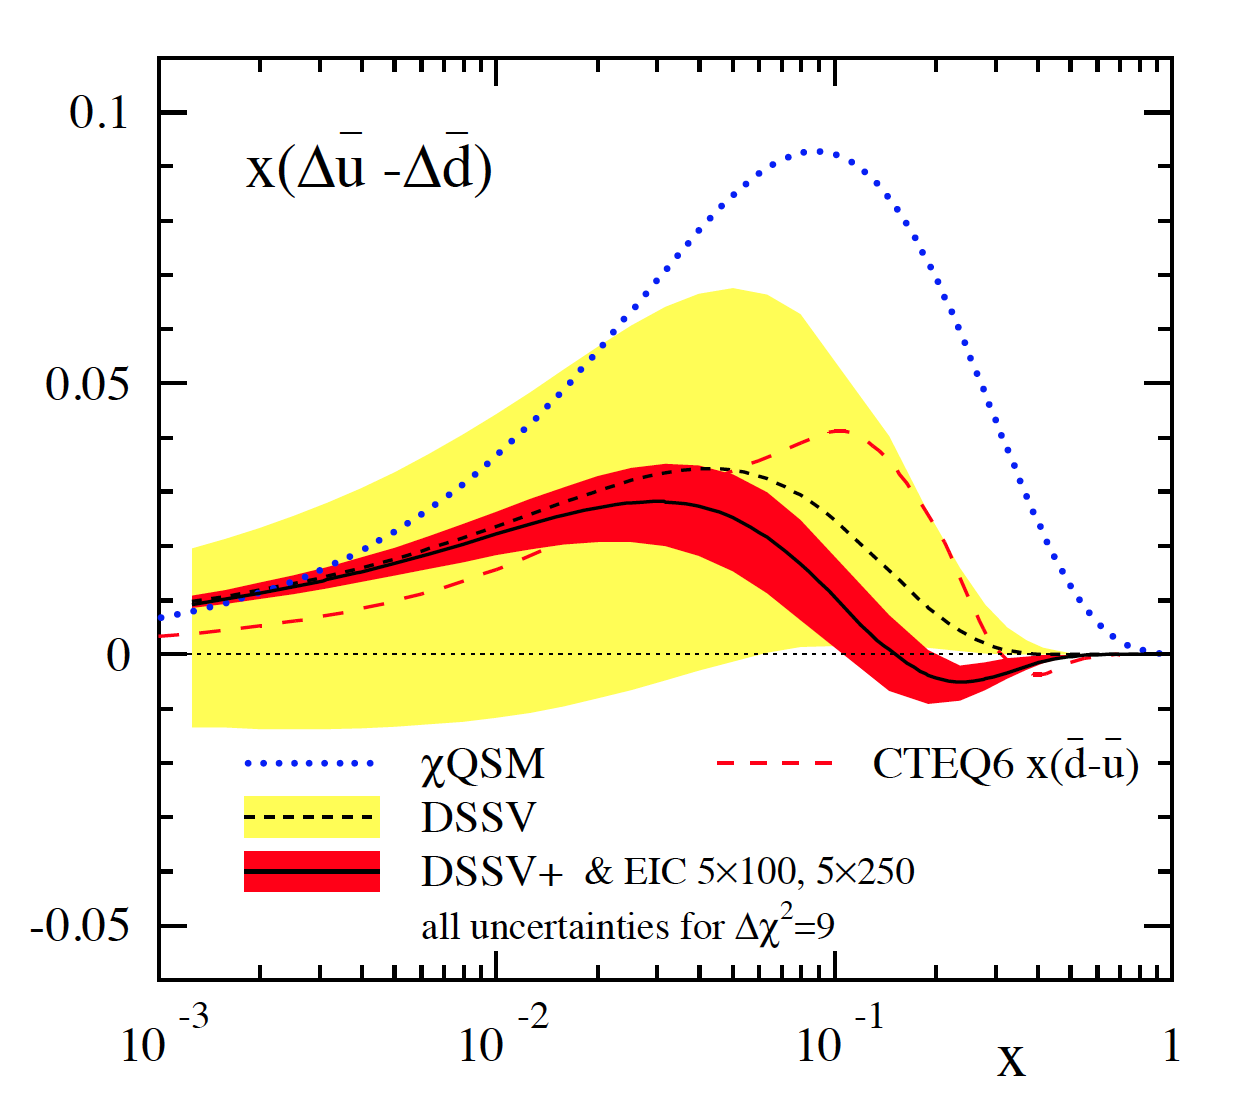 0.1
x(Δu̅ -Δd̅)
0.05
0
χQSM
CTEQ6 x(d̅-u̅)
DSSV
DSSV+ & EIC 5×100, 5×250
all uncertainties for Δχ²=9
-0.05
10⁻³
10⁻²
10⁻¹
x
1